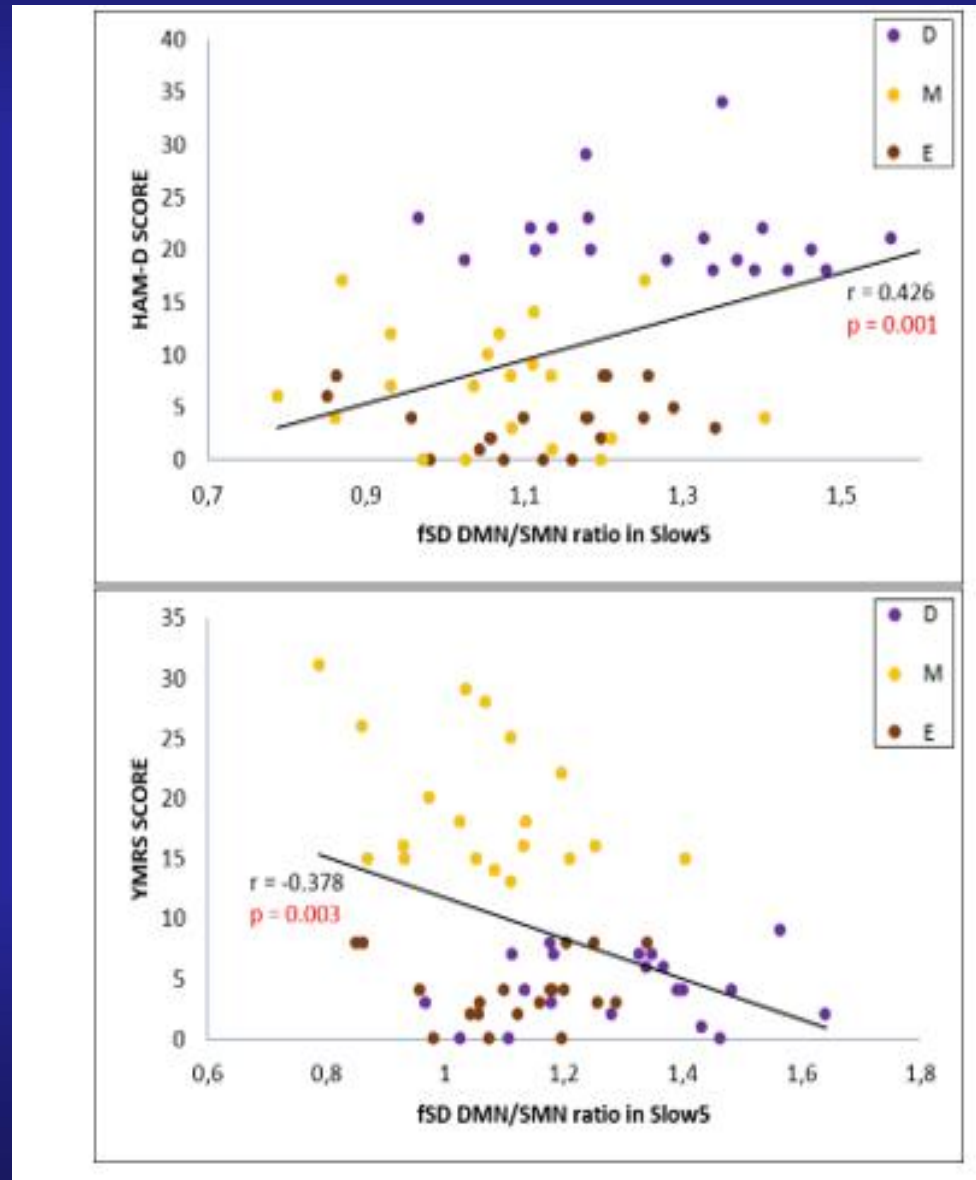 40
35
30
25
20
15
10
5
0
HAM-D SCORE
D
M
E
r = 0.426
p = 0.001
0,7 0,9 1,1 1,3 1,5
fSD DMN/SMN ratio in Slow5
35
30
25
20
15
10
5
0
YMRS SCORE
D
M
E
r = -0.378
p = 0.003
0,6 0,8 1 1,2 1,4 1,6 1,8
fSD DMN/SMN ratio in Slow5